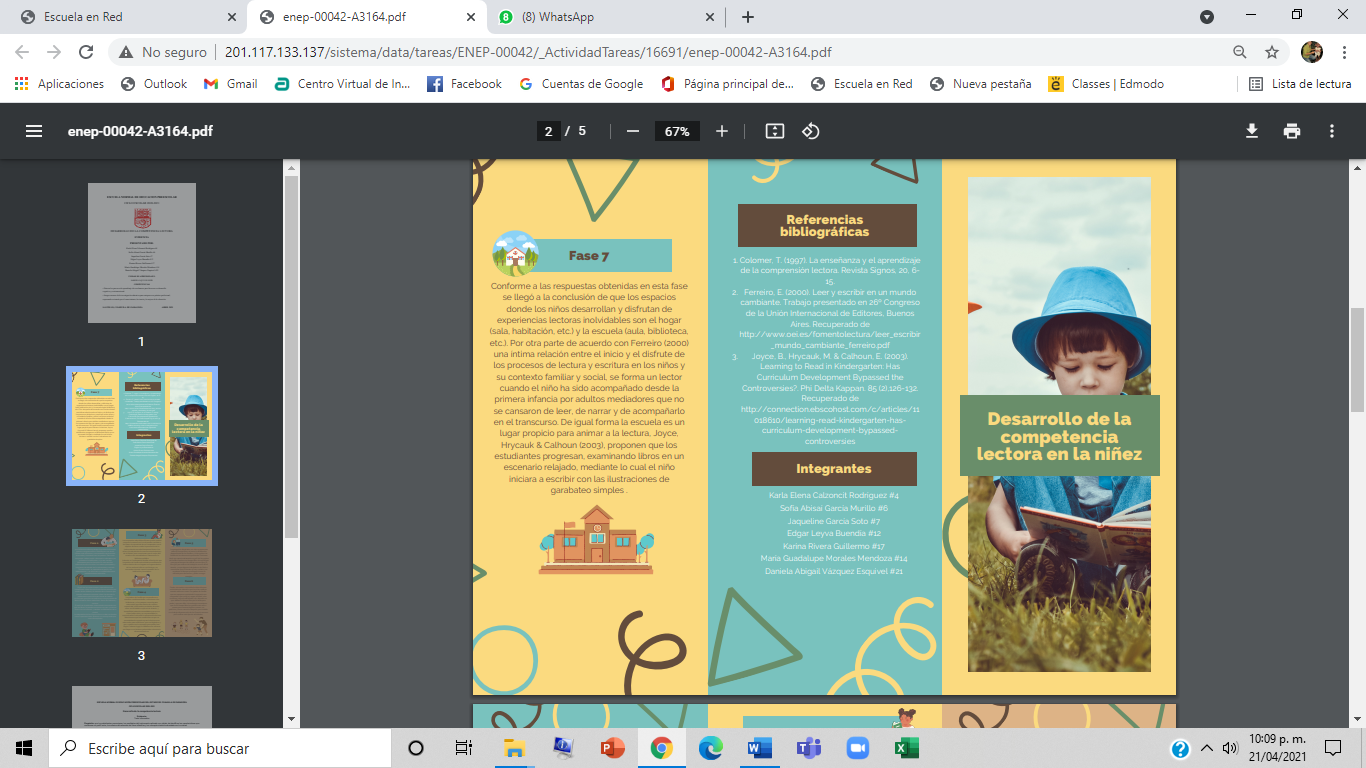 Escuela en Red
enep-00042-A3164.pdf
(8) WhatsApp
No seguro
201.117.133.137/sistema/data/tareas/ENEP-00042/_ActividadTareas/16691/enep-00042-A3164.pdf
Aplicaciones
Outlook
Gmail
Centro Virtual de In...
Facebook
Cuentas de Google
Página principal de...
Escuela en Red
Nueva pestaña
Classes | Edmodo
Lista de lectura
enep-00042-A3164.pdf
2 / 5
67%
1
2
3
Fase 7
Conforme a las respuestas obtenidas en esta fase
se llegó a la conclusión de que los espacios
donde los niños desarrollan y disfrutan de
experiencias lectoras inolvidables son el hogar
(sala, habitación, etc.) y la escuela (aula, biblioteca,
etc.). Por otra parte de acuerdo con Ferreiro (2000)
una íntima relación entre el inicio y el disfrute de
los procesos de lectura y escritura en los niños y
su contexto familiar y social, se forma un lector
cuando el niño ha sido acompañado desde la
primera infancia por adultos mediadores que no
se cansaron de leer, de narrar y de acompañarlo
en el transcurso. De igual forma la escuela es un
lugar propicio para animar a la lectura, Joyce,
Hrycauk & Calhoun (2003), proponen que los
estudiantes progresan, examinando libros en un
escenario relajado, mediante lo cual el niño
iniciara a escribir con las ilustraciones de
garabateo simples .
Referencias
bibliográficas
1. Colomer, T. (1997). La enseñanza y el aprendizaje
de la comprensión lectora. Revista Signos. 20, 6-
15.
2. Ferreiro, E. (2000). Leer y escribir en un mundo
cambiante. Trabajo presentado en 26º Congreso
de la Unión Internacional de Editores, Buenos
Aires. Recuperado de
http://www.oei.es/fomentolectura/leer_escribir
_mundo_cambiante_ferreiro.pdf
3. Joyce, B., Hrycauk, M. & Calhoun, E. (2003).
Learning to Read in Kindergarten: Has
Curriculum Development Bypassed the
Controversies?. Phi Delta Kappan. 85 (2),126-132.
Recuperado de
http://connection.ebscohost.com/c/articles/11
018610/learning-read-kindergarten-has-
curriculum-development-bypassed-
controversies
Integrantes
Karla Elena Calzoncit Rodriguez #4
Sofia Abisai García Murillo #6
Jaqueline García Soto #7
Edgar Leyva Buendia #12
Karina Rivera Guillermo #17
María Guadalupe Morales Mendoza #14
Daniela Abigail Vázquez Esquivel #21
Desarrollo de la
competencia
lectora en la niñez
Escribe aquí para buscar
10:09 p. m.
21/04/2021